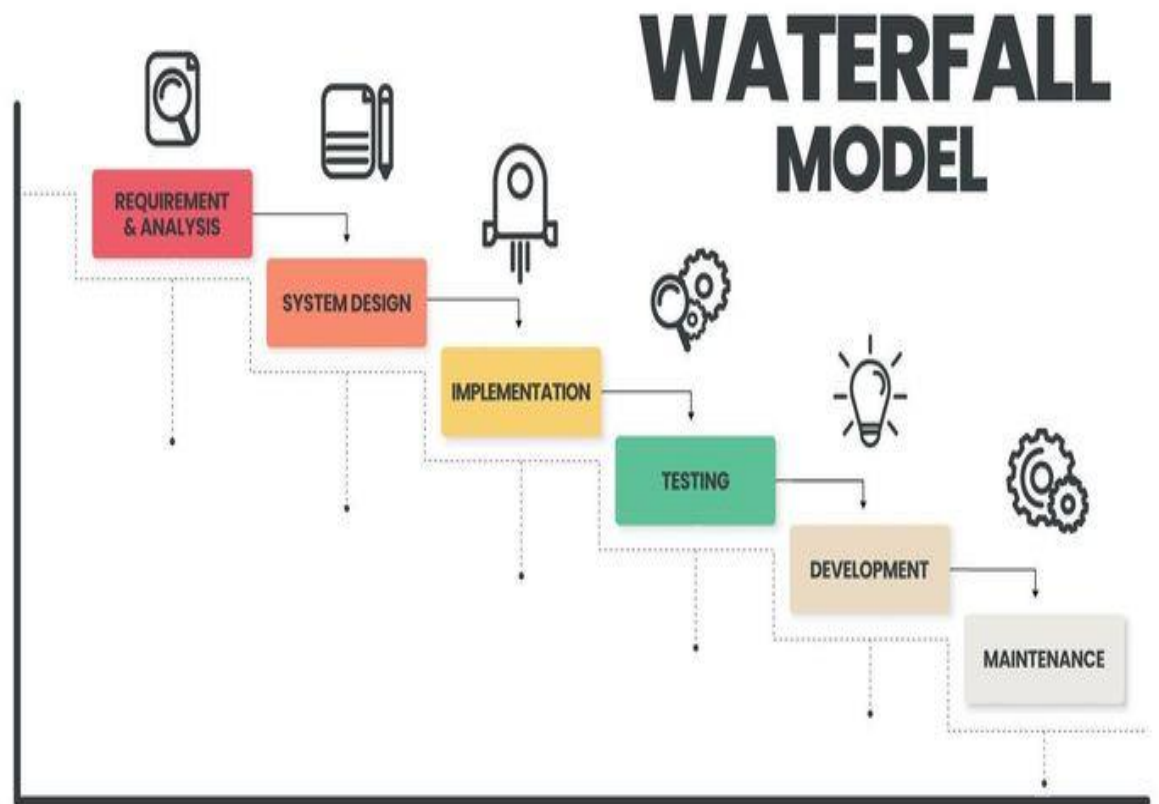 WATERFALL
MODEL
REQUIREMENT
& ANALYSIS
SYSTEM DESIGN
IMPLEMENTATION
TESTING
DEVELOPMENT
MAINTENANCE